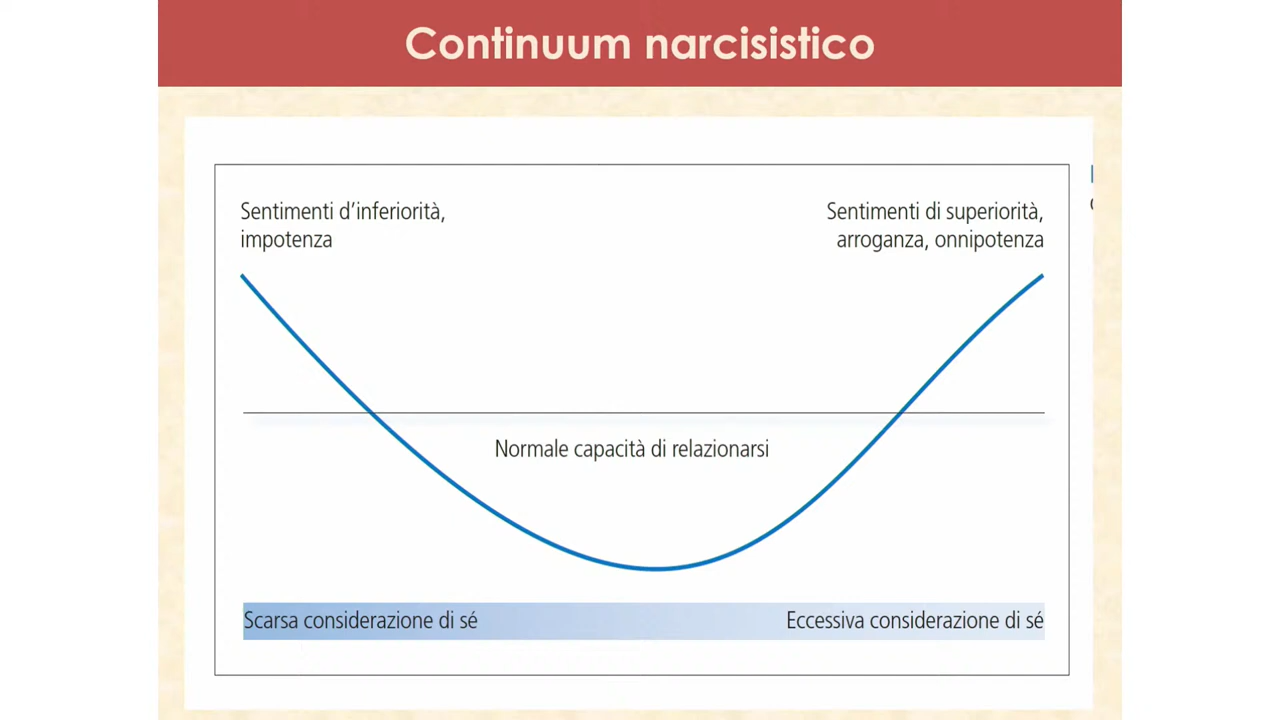 Continuum narcisistico
Sentimenti d’inferiorità,
impotenza
Sentimenti di superiorità,
arroganza, onnipotenza
Normale capacità di relazionarsi
Scarsa considerazione di sé
Eccessiva considerazione di sé